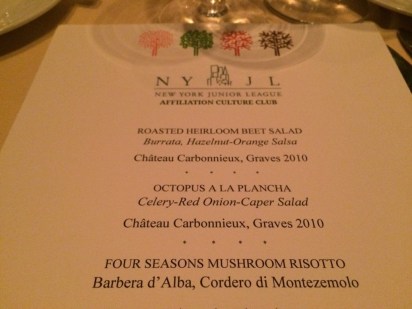 NY JL
NEW YORK JUNIOR LEAGUE
AFFILIATION CULTURE CLUB
ROASTED HEIRLOOM BEET SALAD
Burrata, Hazelnut-Orange Salsa
Château Carbonnieux, Graves 2010
OCTOPUS A LA PLANCHA
Celery-Red Onion-Caper Salad
Château Carbonnieux, Graves 2010
FOUR SEASONS MUSHROOM RISOTTO
Barbera d'Alba, Cordero di Montezemolo